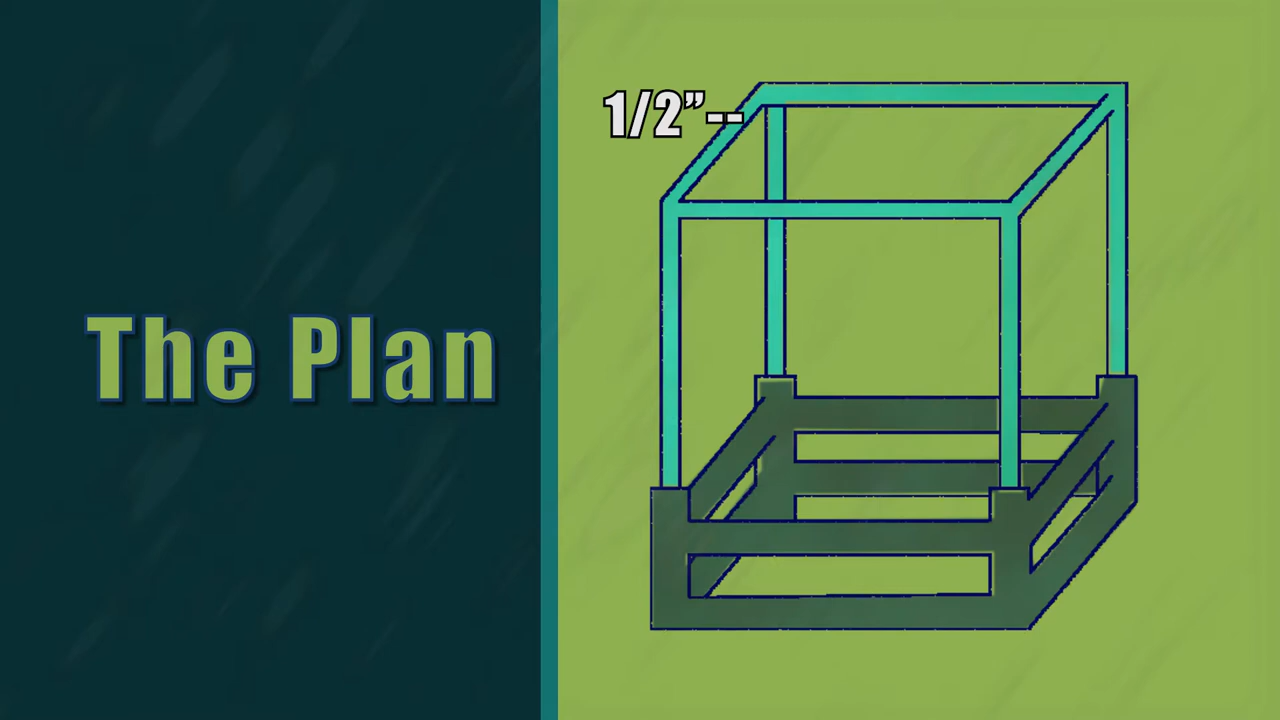 The Plan
1/2”--